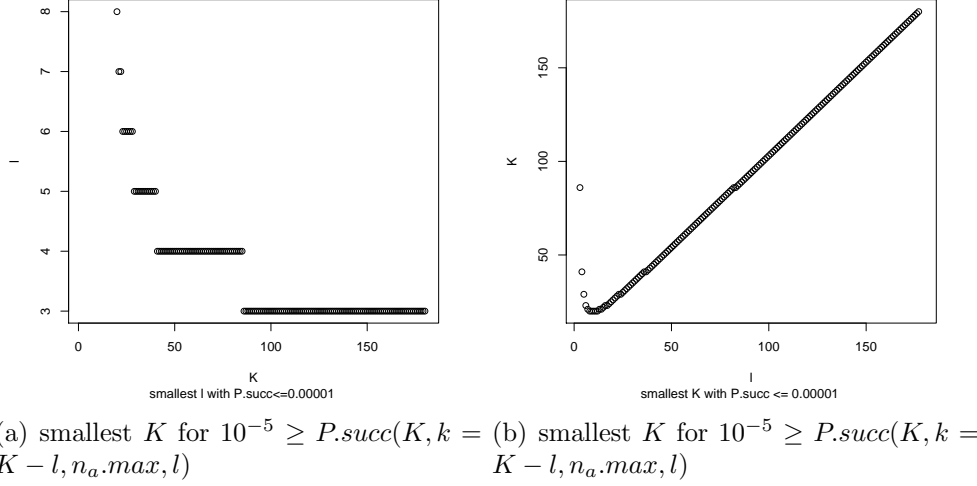 8
7
6
5
4
3
l
0 50 100 150
K
smallest l with P.succ<=0.00001
150
100
50
K
0 50 100 150
l
smallest K with P.succ <= 0.00001
a) smallest K for 10⁻⁵ ≥ P.succ(K, k =
K − l, nₐ.max, l)
(b) smallest K for 10⁻⁵ ≥ P.succ(K, k =
K − l, nₐ.max, l)